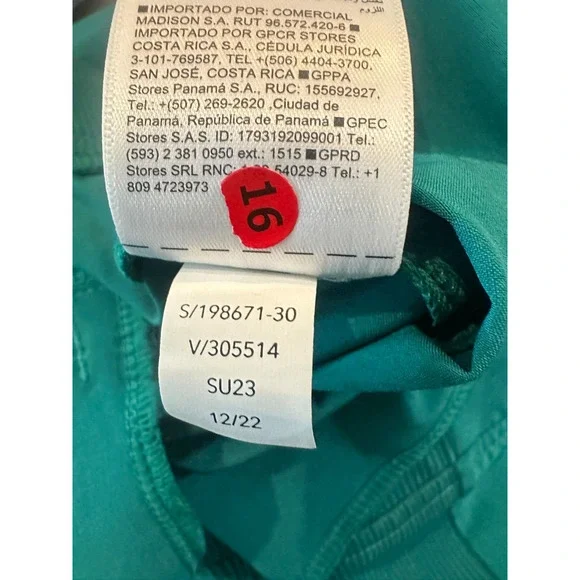 ■IMPORTADO POR: COMERCIAL
MADISON S.A. RUT 96.572.420-6 ■
IMPORTADO POR GPCR STORES
COSTA RICA S.A., CÉDULA JURÍDICA
3-101-769587, TEL +(506) 4404-3700,
SAN JOSÉ, COSTA RICA ■GPPA
Stores Panamá S.A., RUC: 155692927,
Tel.: +(507) 269-2620 ,Ciudad de
Panamá, República de Panamá ■GPEC
Stores S.A.S. ID: 1793192099001 Tel.:
(593) 2 381 0950 ext.: 1515 ■GPRD
Stores SRL RNC: 54029-8 Tel.: +1
809 4723973
16
S/198671-30
V/305514
SU23
12/22